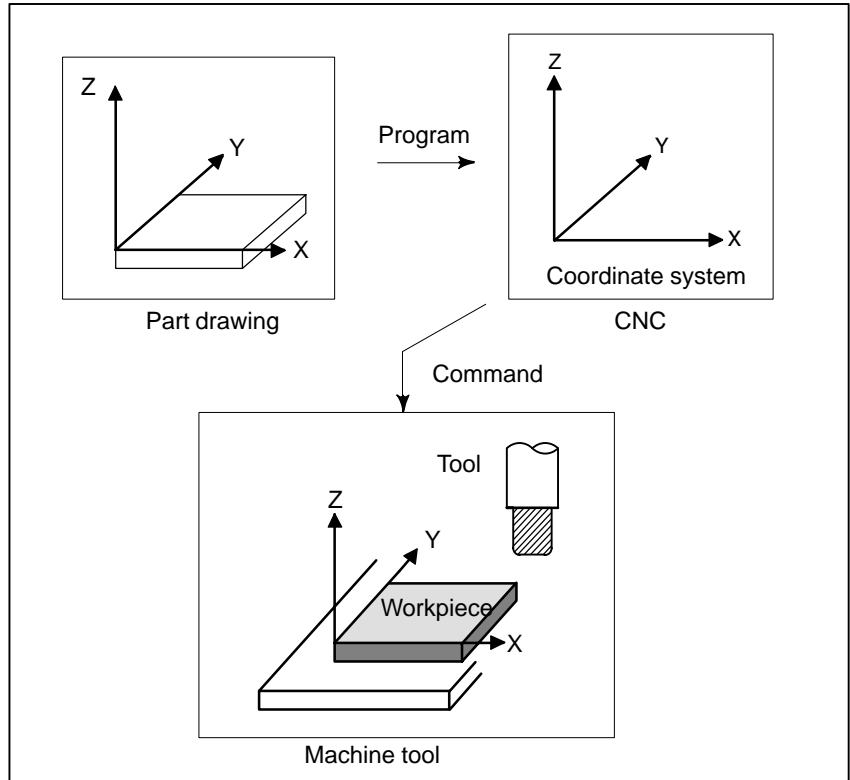 Z
Y
X
Part drawing
Program
Z
Y
X
Coordinate system
CNC
Command
Tool
Z
Y
Workpiece
X
Machine tool